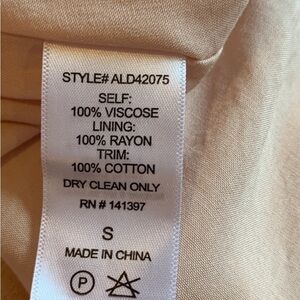 STYLE# ALD42075
SELF:
100% VISCOSE
LINING:
100% RAYON
TRIM:
100% COTTON
DRY CLEAN ONLY
RN # 141397
S
MADE IN CHINA
P